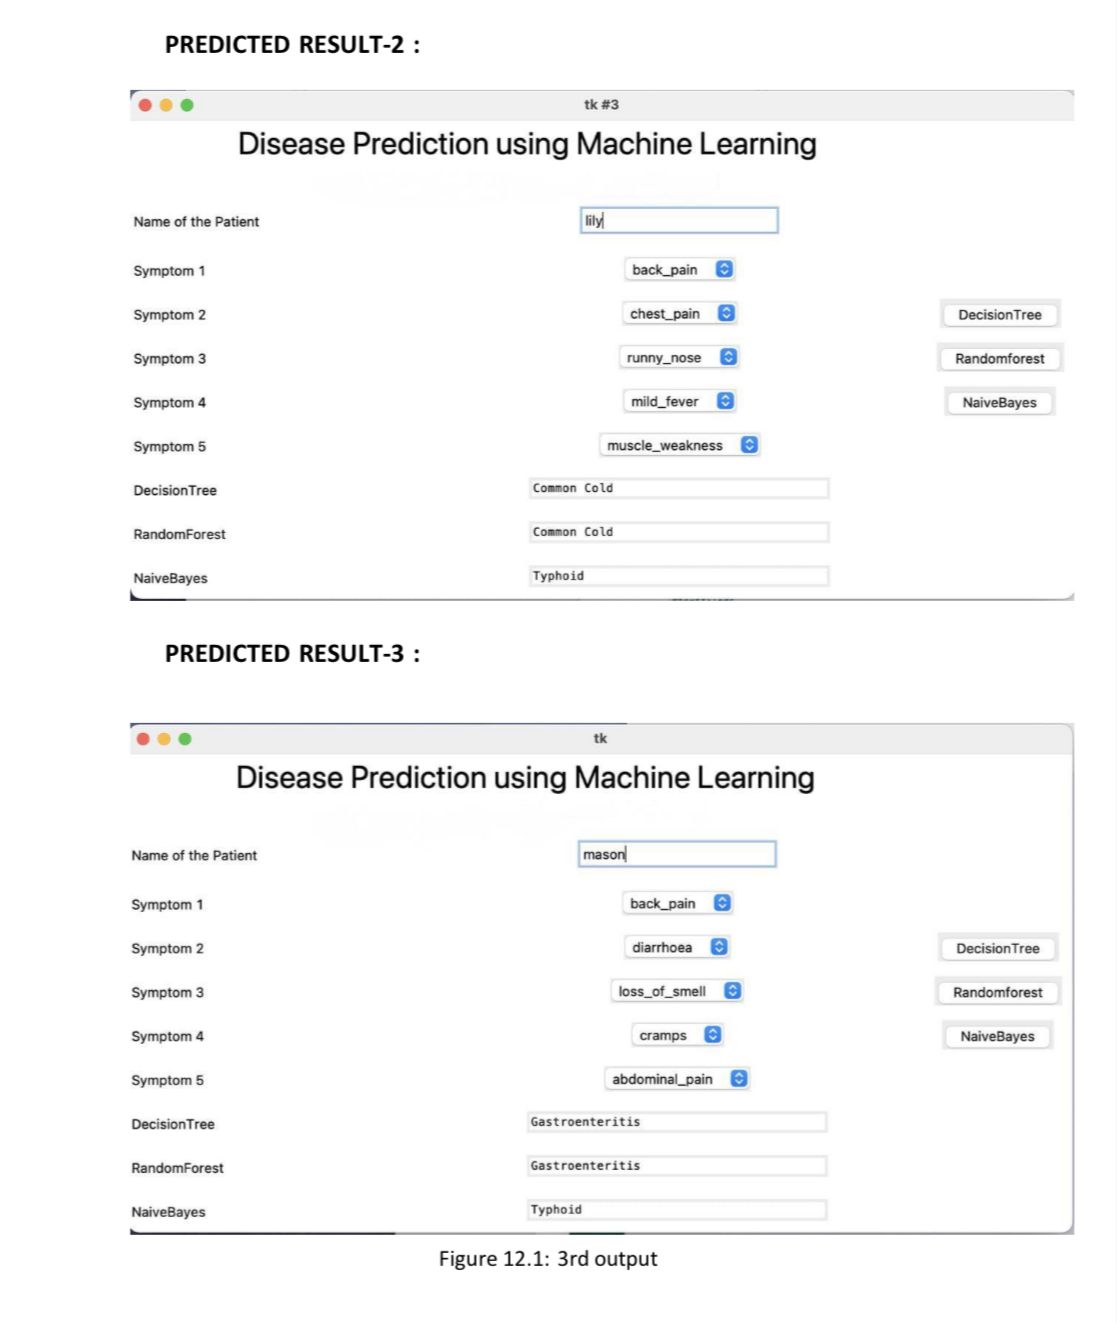 PREDICTED RESULT-2 :
tk #3
Disease Prediction using Machine Learning
Name of the Patient lily
Symptom 1 back_pain
Symptom 2 chest_pain DecisionTree
Symptom 3 runny_nose Randomforest
Symptom 4 mild_fever NaiveBayes
Symptom 5 muscle_weakness
DecisionTree Common Cold
RandomForest Common Cold
NaiveBayes Typhoid
PREDICTED RESULT-3 :
tk
Disease Prediction using Machine Learning
Name of the Patient mason
Symptom 1 back_pain
Symptom 2 diarrhoea DecisionTree
Symptom 3 loss_of_smell Randomforest
Symptom 4 cramps NaiveBayes
Symptom 5 abdominal_pain
DecisionTree Gastroenteritis
RandomForest Gastroenteritis
NaiveBayes Typhoid
Figure 12.1: 3rd output